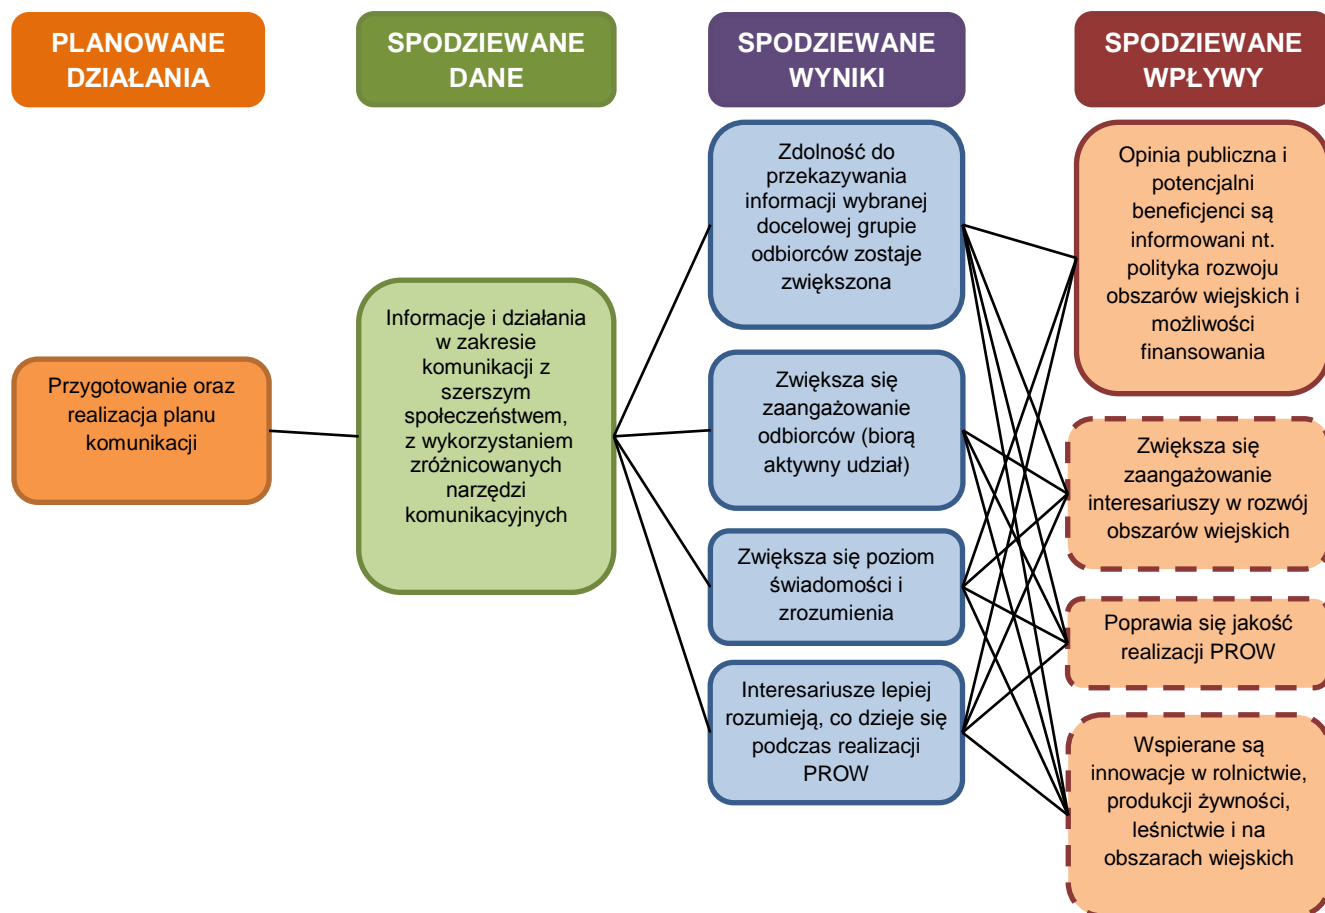 PLANOWANE
DZIAŁANIA
SPODZIEWANE
DANE
SPODZIEWANE
WYNIKI
SPODZIEWANE
WPŁYWY
Przygotowanie oraz
realizacja planu
komunikacji
Informacje i działania
w zakresie
komunikacji z
szerszym
społeczeństwem,
z wykorzystaniem
zróżnicowanych
narzędzi
komunikacyjnych
Zdolność do
przekazywania
informacji wybranej
docelowej grupie
odbiorców zostaje
zwiększona
Zwiększa się
zaangażowanie
odbiorców (biorą
aktywny udział)
Zwiększa się poziom
świadomości i
zrozumienia
Interesariusze lepiej
rozumieją, co dzieje się
podczas realizacji
PROW
Opinia publiczna i
potencjalni
beneficjenci są
informowani nt.
polityka rozwoju
obszarów wiejskich i
możliwości
finansowania
Zwiększa się
zaangażowanie
interesariuszy w rozwój
obszarów wiejskich
Poprawia się jakość
realizacji PROW
Wspierane są
innowacje w rolnictwie,
produkcji żywności,
leśnictwie i na
obszarach wiejskich